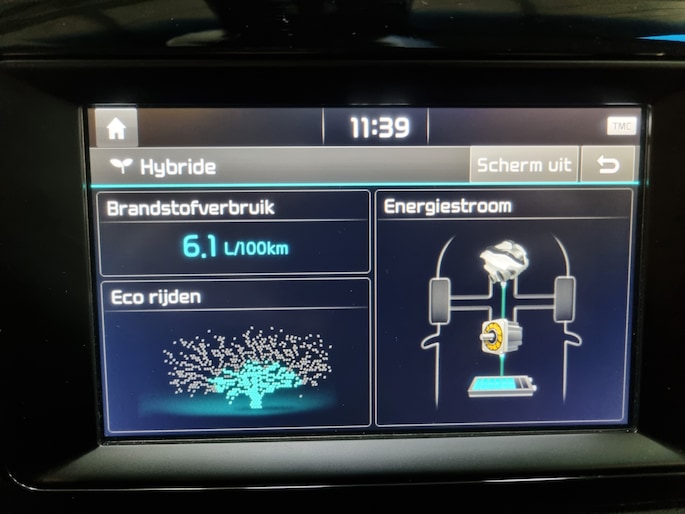 11:39
TMC
Hybride
Scherm uit
Brandstofverbruik
6.1 L/100km
Energiestroom
Eco rijden